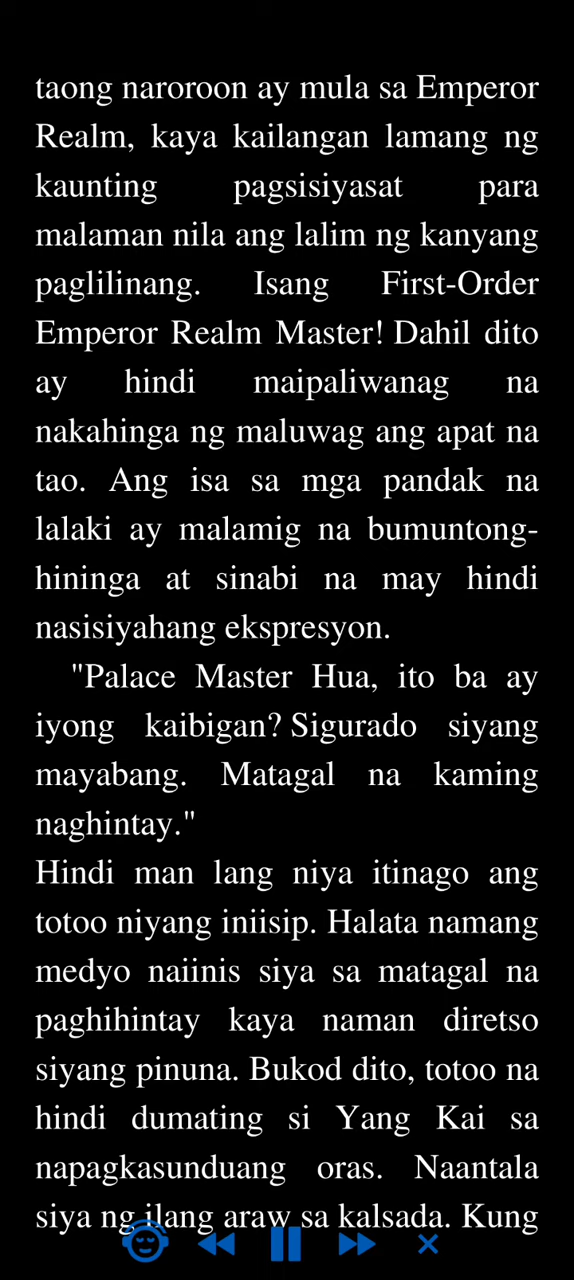 taong naroroon ay mula sa Emperor
Realm, kaya kailangan lamang ng
kaunting pagsisiyasat para
malaman nila ang lalim ng kanyang
paglilinang. Isang First-Order
Emperor Realm Master! Dahil dito
ay hindi maipaliwanag na
nakahinga ng maluwag ang apat na
tao. Ang isa sa mga pandak na
lalaki ay malamig na bumuntong-
hininga at sinabi na may hindi
nasisiyahang ekspresyon.
"Palace Master Hua, ito ba ay
iyong kaibigan? Sigurado siyang
mayabang. Matagal na kaming
naghintay."
Hindi man lang niya itinago ang
totoo niyang iniisip. Halata namang
medyo naiinis siya sa matagal na
paghihintay kaya naman diretso
siyang pinuna. Bukod dito, totoo na
hindi dumating si Yang Kai sa
napagkasunduang oras. Naantala
siya ng ilang araw sa kalsada. Kung